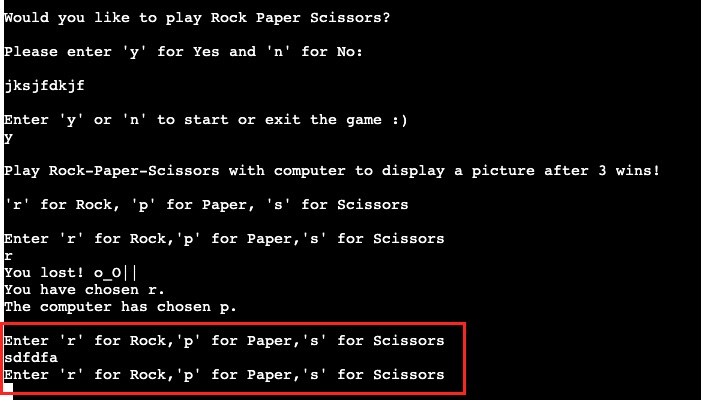 Would you like to play Rock Paper Scissors?
Please enter 'y' for Yes and 'n' for No:
jksjfdkjf
Enter 'y' or 'n' to start or exit the game :)
y
Play Rock-Paper-Scissors with computer to display a picture after 3 wins!
'r' for Rock, 'p' for Paper, 's' for Scissors
Enter 'r' for Rock,'p' for Paper,'s' for Scissors
r
You lost! o_O||
You have chosen r.
The computer has chosen p.
Enter 'r' for Rock,'p' for Paper,'s' for Scissors
sdfdfa
Enter 'r' for Rock,'p' for Paper,'s' for Scissors